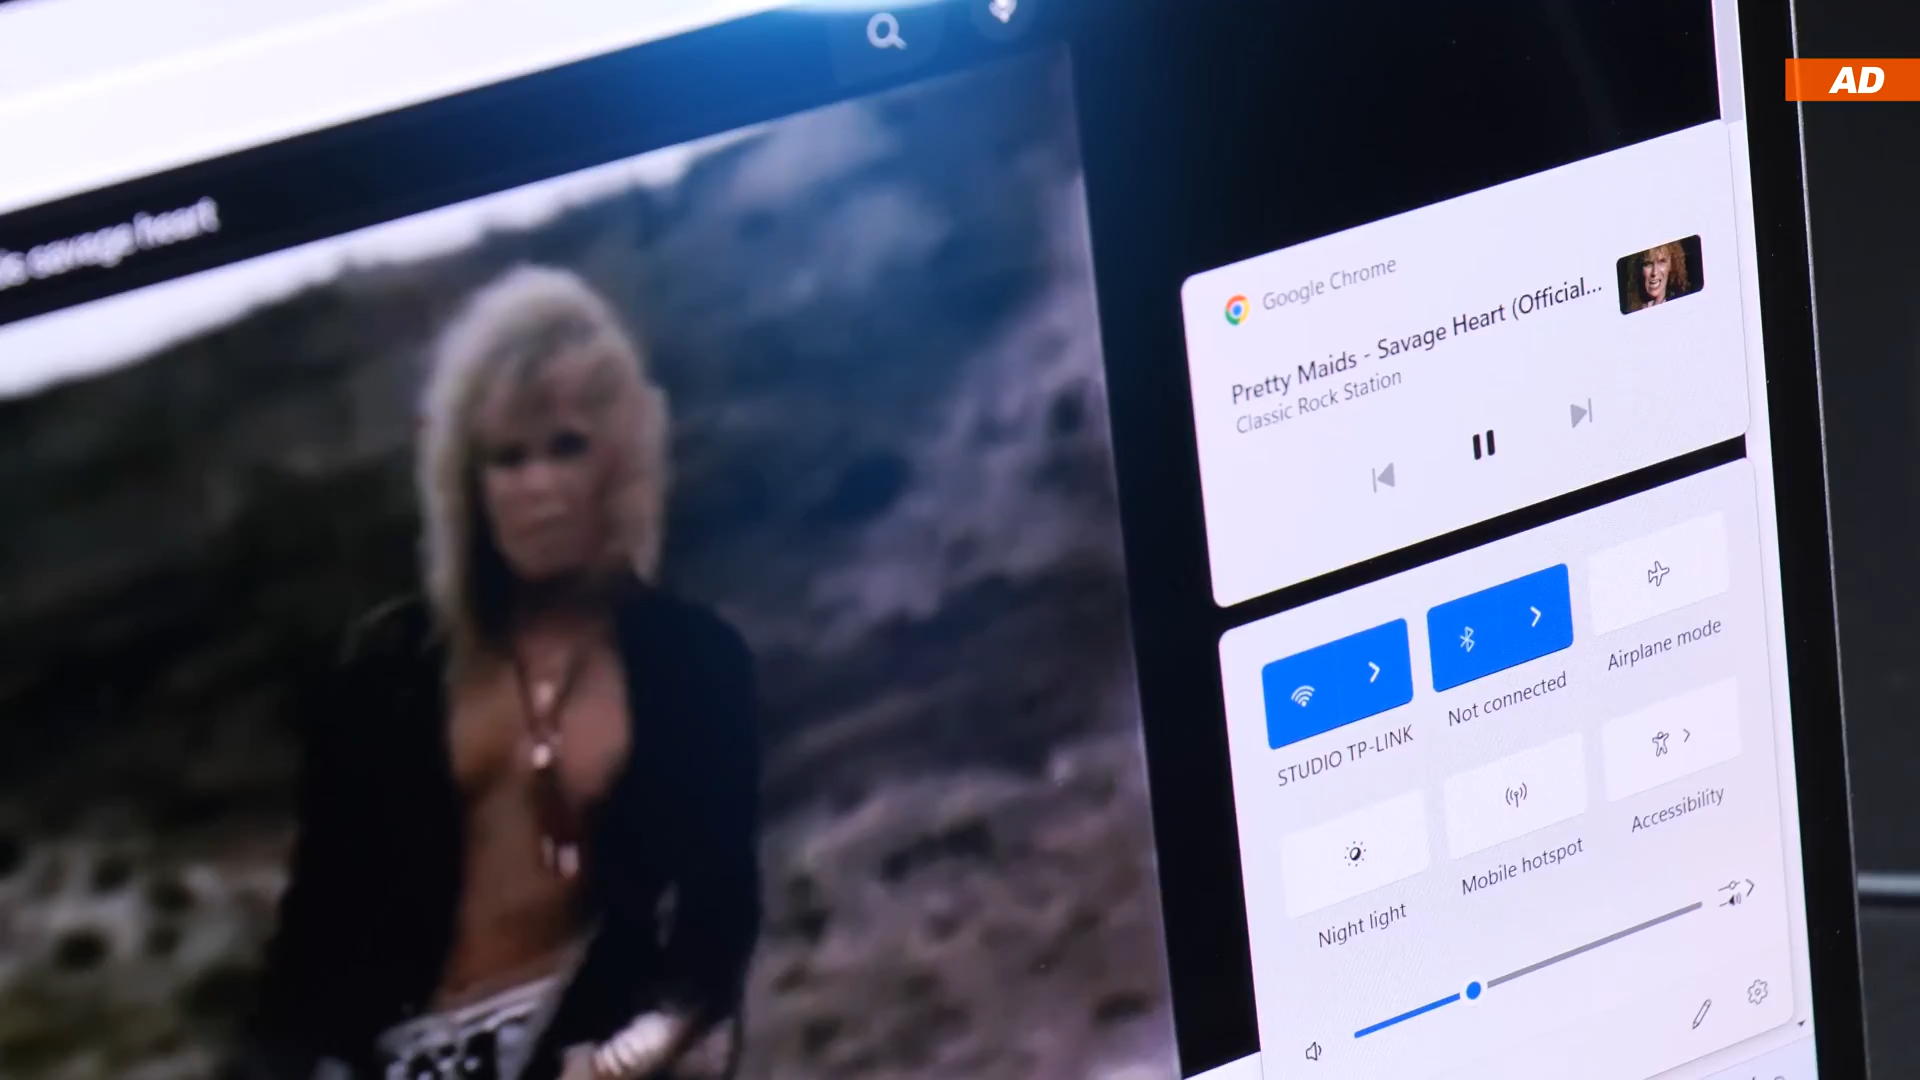 AD
savage heart
Google Chrome
Pretty Maids - Savage Heart (Official...
Classic Rock Station
STUDIO TP-LINK
Not connected
Airplane mode
Night light
Mobile hotspot
Accessibility